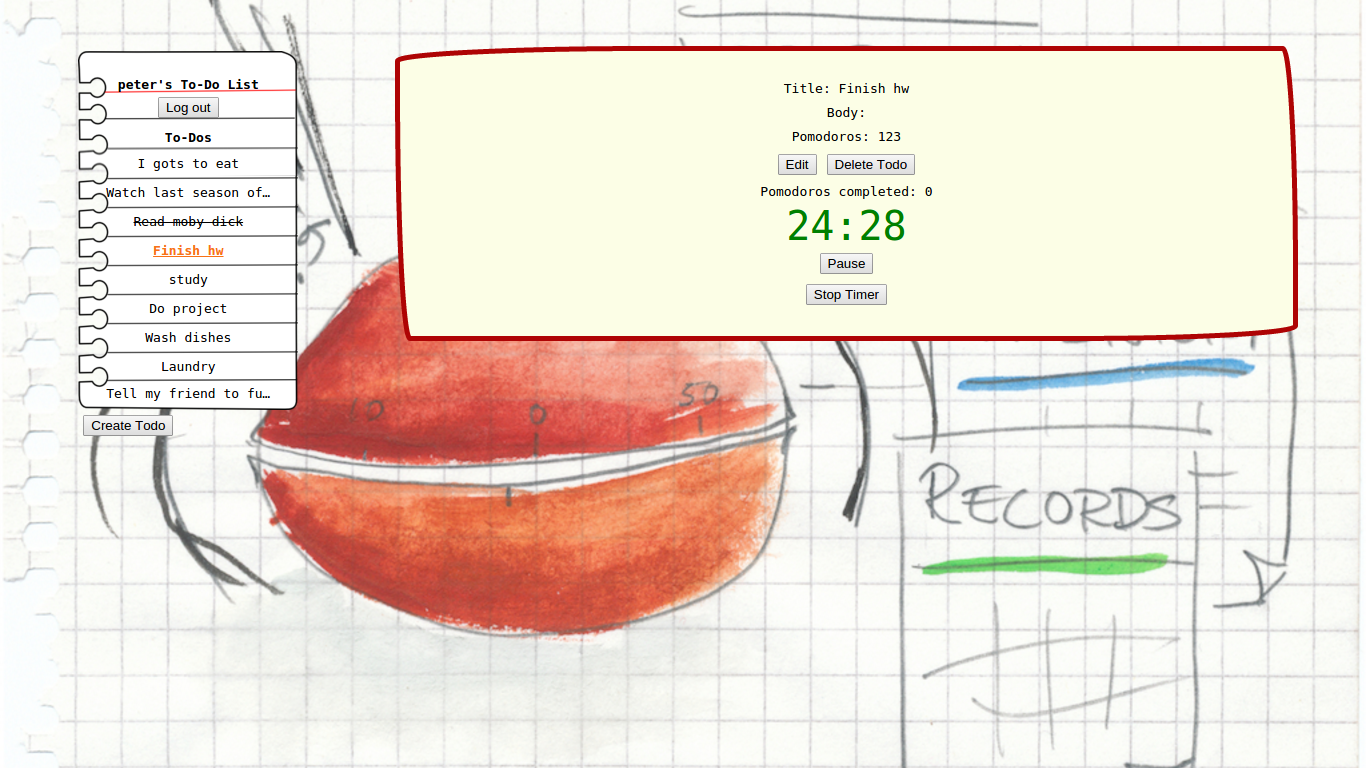 peter's To-Do List
Log out
To-Dos
I gots to eat
Watch last season of…
Read moby dick
Finish hw
study
Do project
Wash dishes
Laundry
Tell my friend to fu…
Create Todo
Title: Finish hw
Body:
Pomodoros: 123
Edit Delete Todo
Pomodoros completed: 0
24:28
Pause
Stop Timer
10 0 50
RECORDS